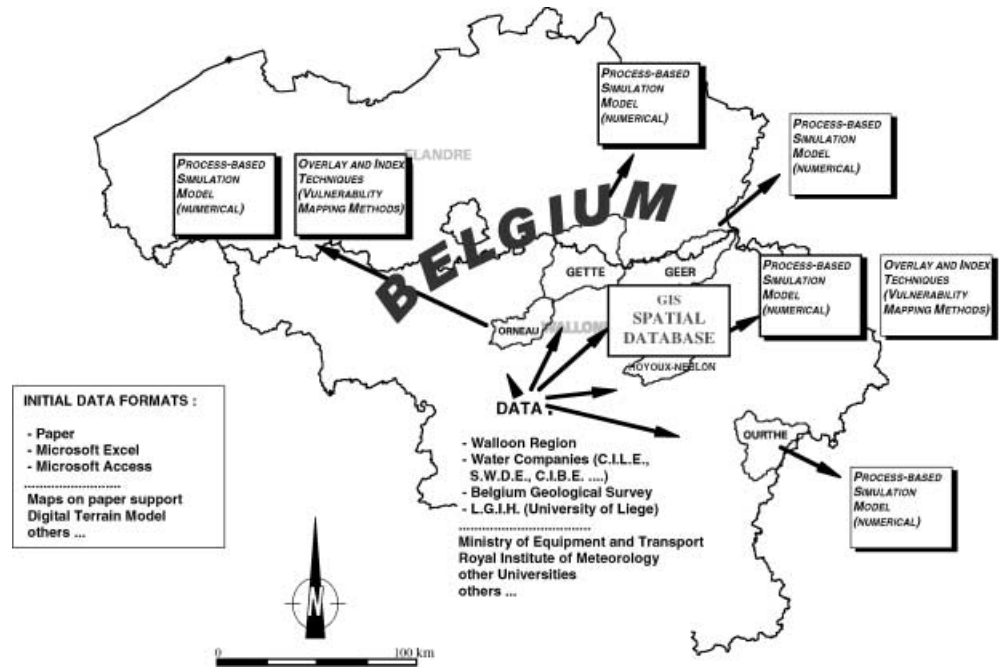 PROCESS-BASED
SIMULATION
MODEL
(NUMERICAL)
PROCESS-BASED
SIMULATION
MODEL
(NUMERICAL)
FLANDRE
PROCESS-BASED
SIMULATION
MODEL
(NUMERICAL)
OVERLAY AND INDEX
TECHNIQUES
(VULNERABILITY
MAPPING METHODS)
BELGIUM
GETTE
GEER
PROCESS-BASED
SIMULATION
MODEL
(NUMERICAL)
OVERLAY AND INDEX
TECHNIQUES
(VULNERABILITY
MAPPING METHODS)
GIS
SPATIAL
DATABASE
ORNEAU
WALLON
HOYOUX-NEBLON
INITIAL DATA FORMATS :
- Paper
- Microsoft Excel
- Microsoft Access
............................
Maps on paper support
Digital Terrain Model
others ...
DATA :
- Walloon Region
- Water Companies (C.I.L.E.,
S.W.D.E., C.I.B.E. ....)
- Belgium Geological Survey
- L.G.I.H. (University of Liege)
....................................
Ministry of Equipment and Transport
Royal Institute of Meteorology
other Universities
others ...
OURTHE
PROCESS-BASED
SIMULATION
MODEL
(NUMERICAL)
N
0 100 km